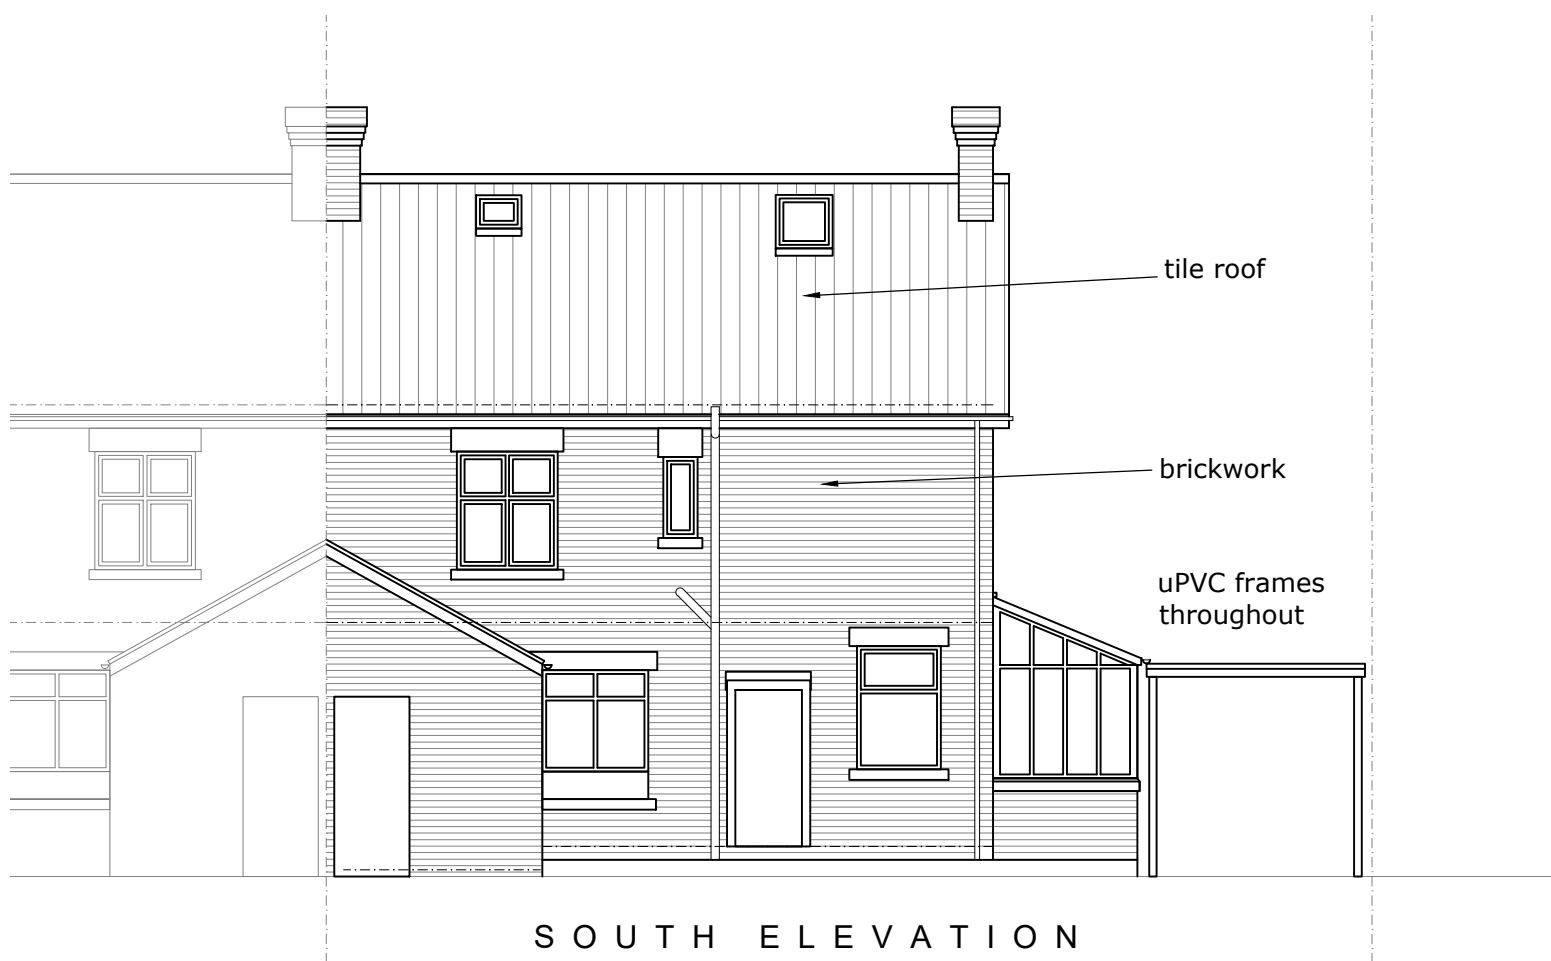 tile roof
brickwork
uPVC frames
throughout
SOUTH ELEVATION